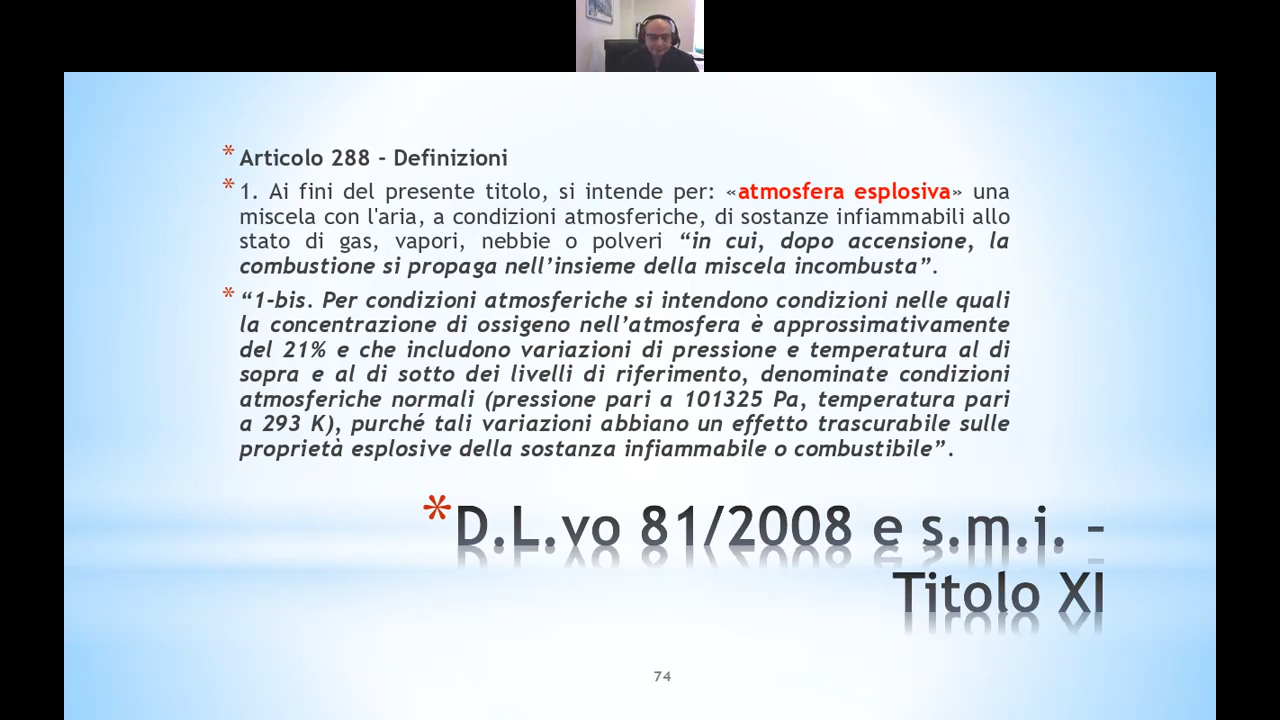 * Articolo 288 - Definizioni
* 1. Ai fini del presente titolo, si intende per: «atmosfera esplosiva» una
miscela con l'aria, a condizioni atmosferiche, di sostanze infiammabili allo
stato di gas, vapori, nebbie o polveri “in cui, dopo accensione, la
combustione si propaga nell’insieme della miscela incombusta”.
* “1-bis. Per condizioni atmosferiche si intendono condizioni nelle quali
la concentrazione di ossigeno nell’atmosfera è approssimativamente
del 21% e che includono variazioni di pressione e temperatura al di
sopra e al di sotto dei livelli di riferimento, denominate condizioni
atmosferiche normali (pressione pari a 101325 Pa, temperatura pari
a 293 K), purché tali variazioni abbiano un effetto trascurabile sulle
proprietà esplosive della sostanza infiammabile o combustibile”.
* D.L.vo 81/2008 e s.m.i. –
Titolo XI
74